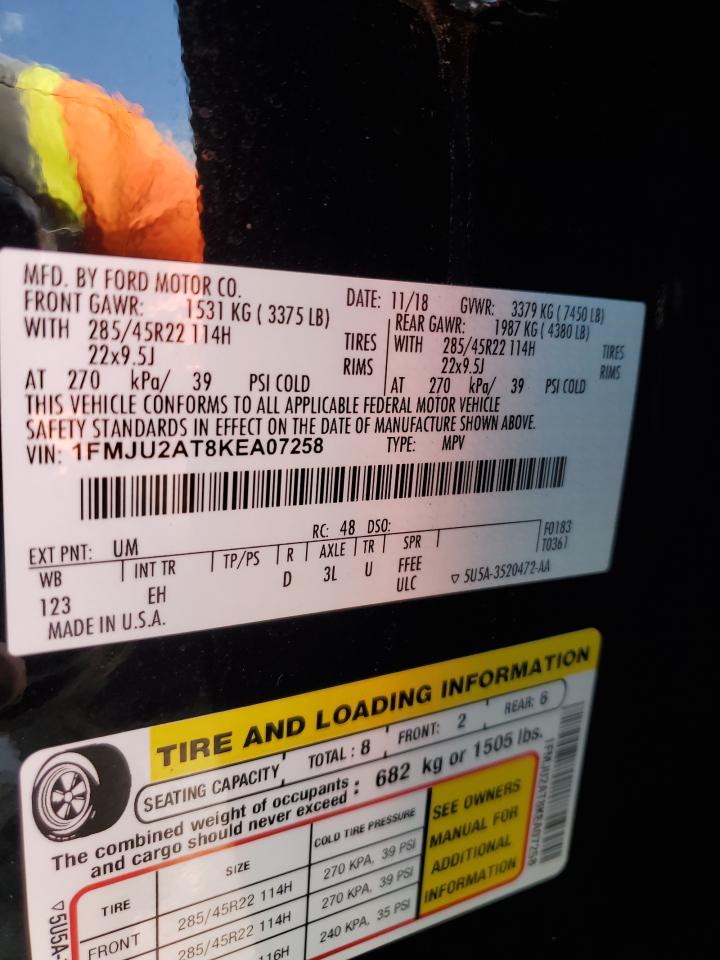 MFD. BY FORD MOTOR CO.
DATE: 11/18 GVWR: 3379 KG ( 7450 LB)
FRONT GAWR: 1531 KG ( 3375 LB)
WITH 285/45R22 114H TIRES
22x9.5J RIMS
AT 270 kPa/ 39 PSI COLD
REAR GAWR: 1987 KG ( 4380 LB)
WITH 285/45R22 114H TIRES
22x9.5J RIMS
AT 270 kPa/ 39 PSI COLD
THIS VEHICLE CONFORMS TO ALL APPLICABLE FEDERAL MOTOR VEHICLE
SAFETY STANDARDS IN EFFECT ON THE DATE OF MANUFACTURE SHOWN ABOVE.
VIN: 1FMJU2AT8KEA07258 TYPE: MPV
EXT PNT: UM RC: 48 DSO:
F0183
T0361
WB INT TR TP/PS R AXLE TR SPR
123 EH D 3L U FFEE
ULC
MADE IN U.S.A. 5U5A-3520472-AA
TIRE AND LOADING INFORMATION
SEATING CAPACITY TOTAL : 8 FRONT: 2 REAR: 6
The combined weight of occupants
and cargo should never exceed : 682 kg or 1505 lbs.
TIRE SIZE COLD TIRE PRESSURE
FRONT 285/45R22 114H 270 KPA, 39 PSI
285/45R22 114H 270 KPA, 39 PSI
116H 240 KPA, 35 PSI
SEE OWNERS
MANUAL FOR
ADDITIONAL
INFORMATION
1FMJU2AT8KEA07258
5U5A-